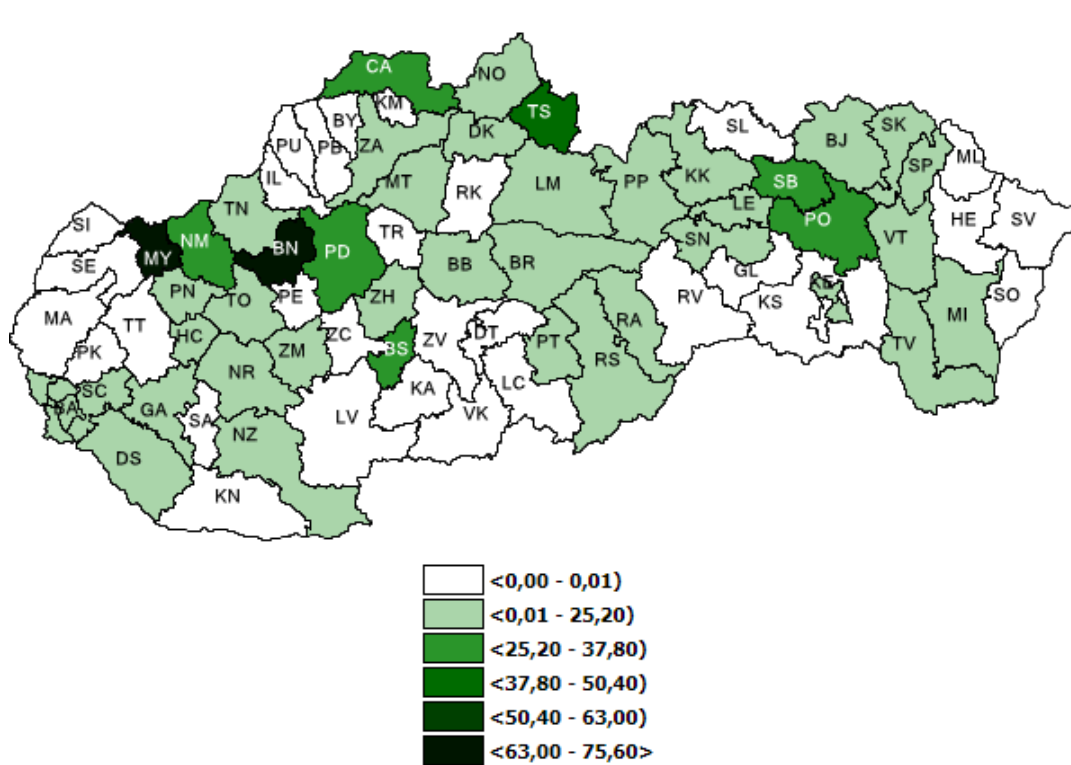 CA
NO
KM
TS
BY
PU
PB
ZA
DK
SL
BJ
SK
ML
SP
IL
MT
RK
LM
PP
KK
SB
LE
PO
HE
SV
SI
TN
NM
MY
BN
PD
TR
SN
VT
SE
BB
BR
GL
KE
PN
TO
PE
ZH
RV
KS
SO
MA
TT
HC
ZC
ZV
DT
RA
MI
PK
ZM
BS
PT
RS
TV
NR
SC
BA
GA
SA
LV
KA
LC
VK
NZ
DS
KN
<0,00 - 0,01)
<0,01 - 25,20)
<25,20 - 37,80)
<37,80 - 50,40)
<50,40 - 63,00)
<63,00 - 75,60>